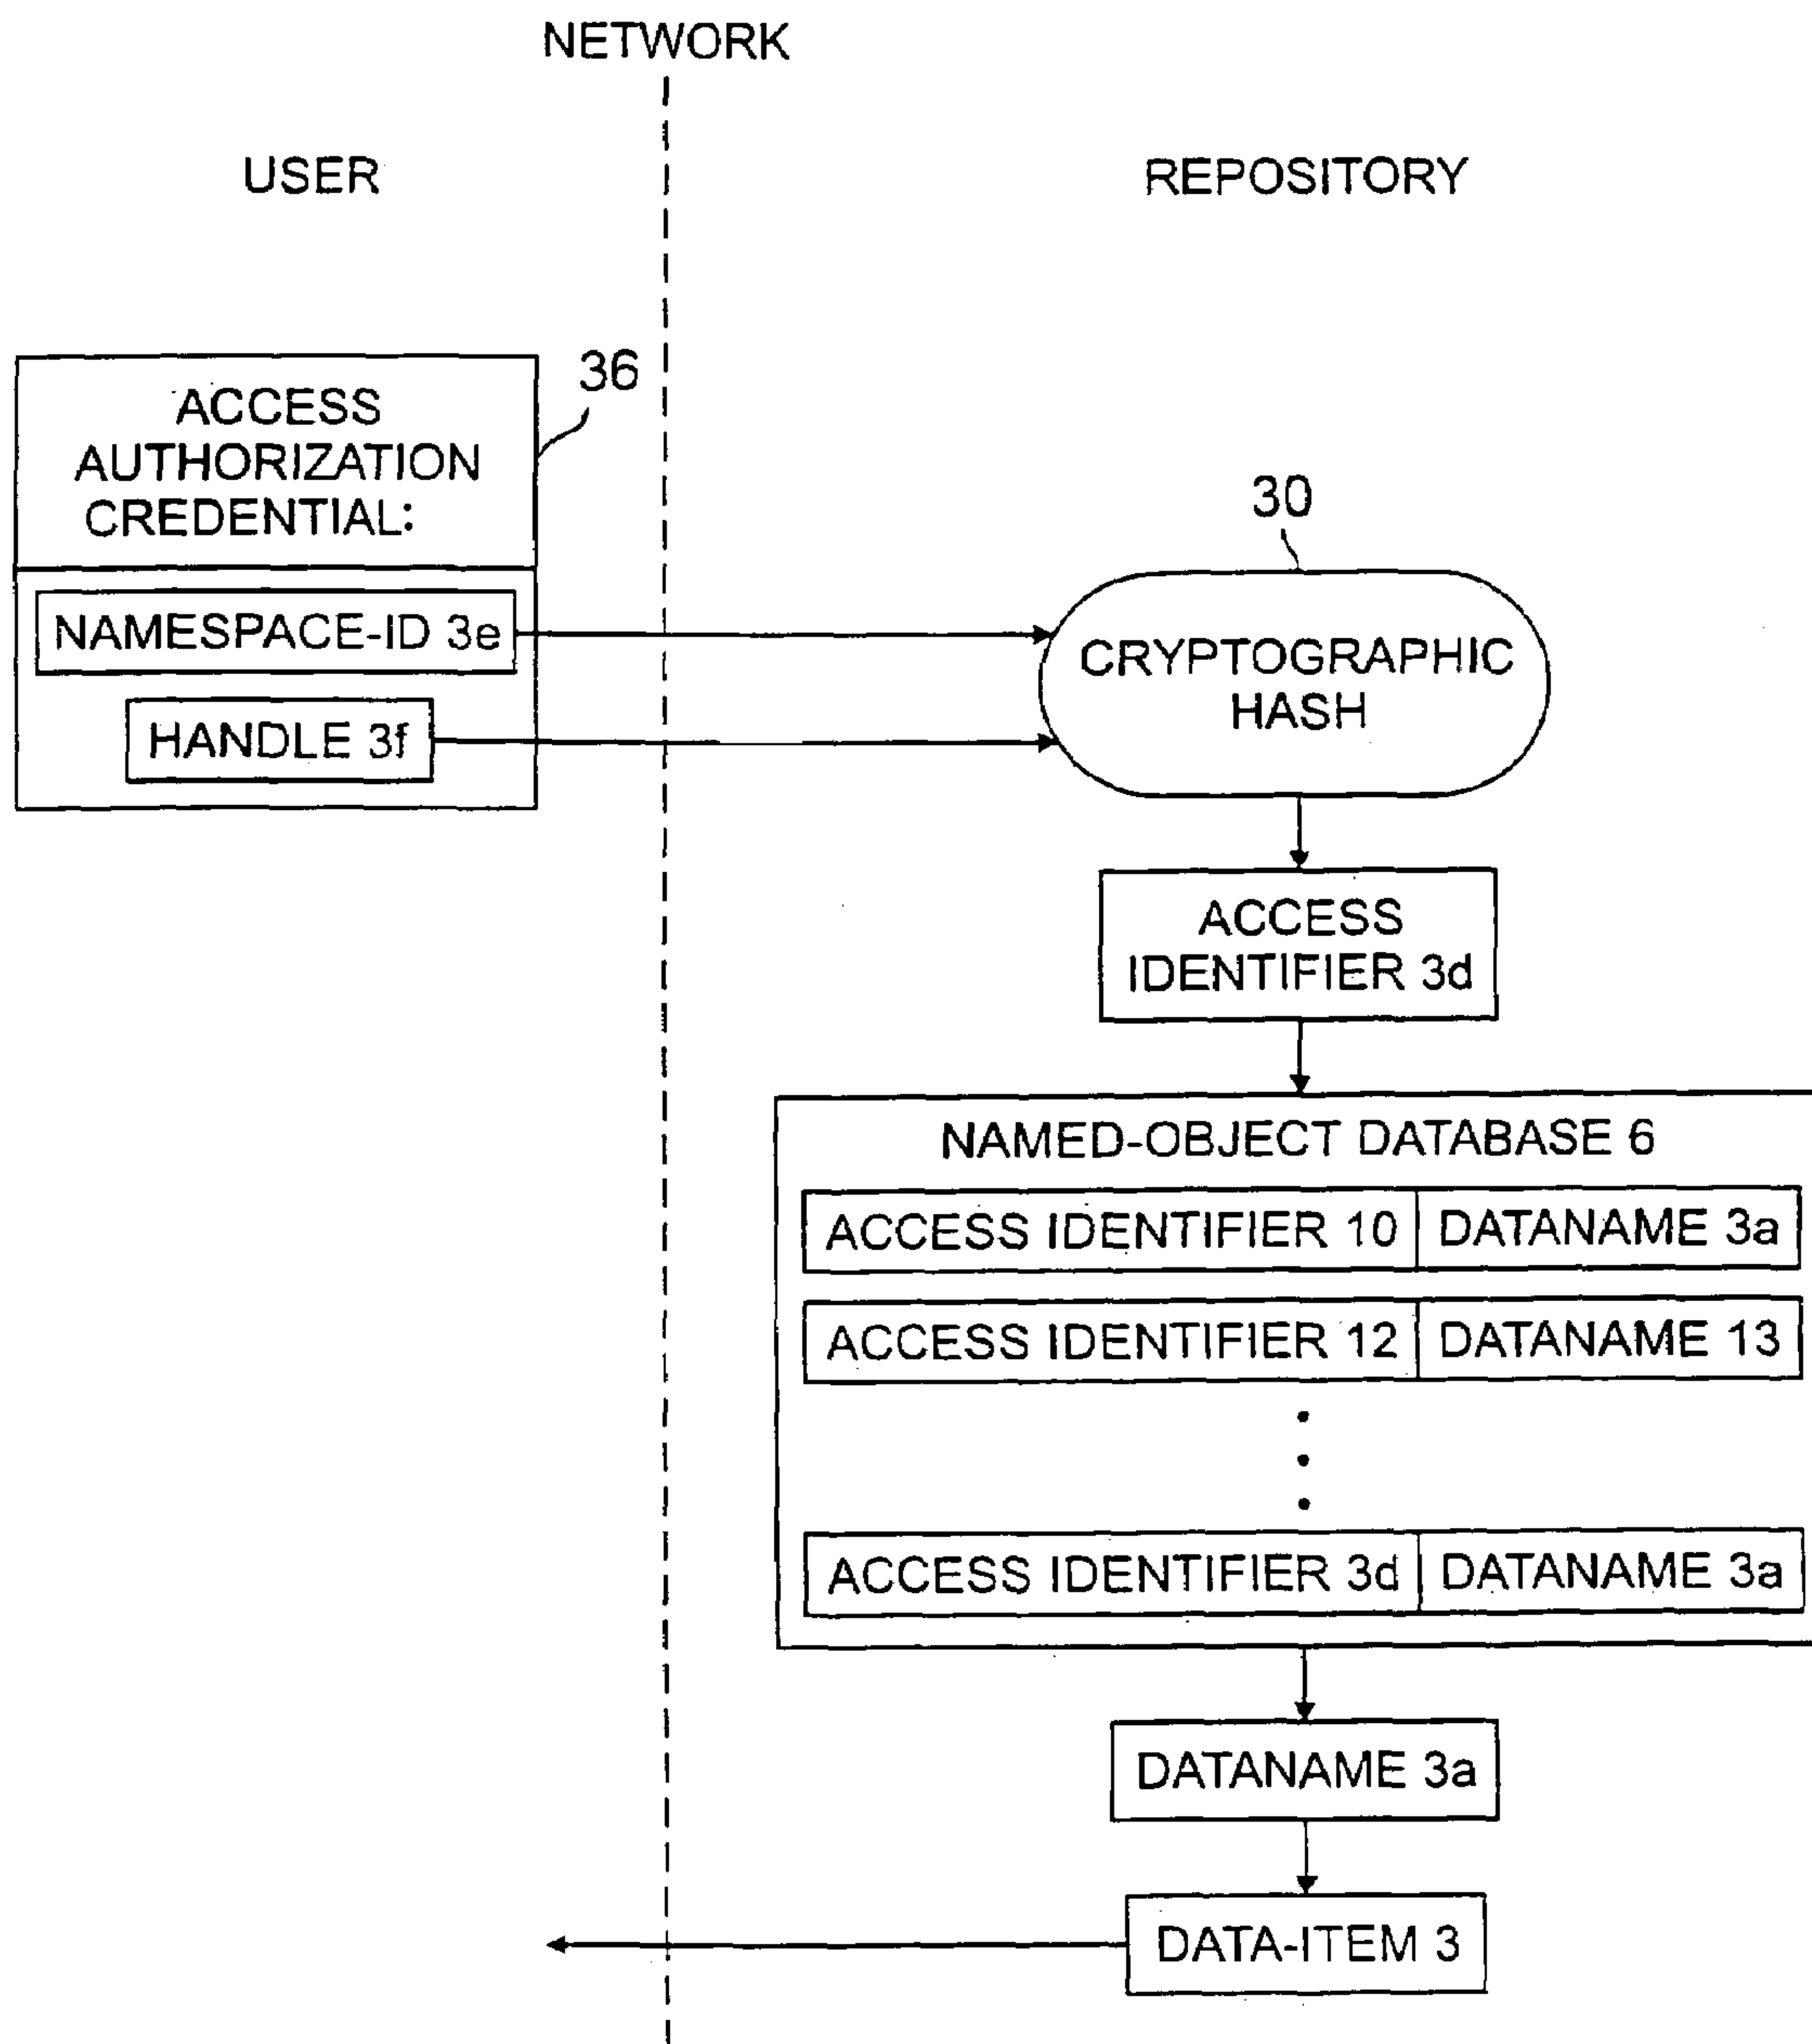 NETWORK
USER
REPOSITORY
36
ACCESS
AUTHORIZATION
CREDENTIAL:
NAMESPACE-ID 3e
HANDLE 3f
30
CRYPTOGRAPHIC
HASH
ACCESS
IDENTIFIER 3d
NAMED-OBJECT DATABASE 6
ACCESS IDENTIFIER 10 DATANAME 3a
ACCESS IDENTIFIER 12 DATANAME 13
ACCESS IDENTIFIER 3d DATANAME 3a
DATANAME 3a
DATA-ITEM 3